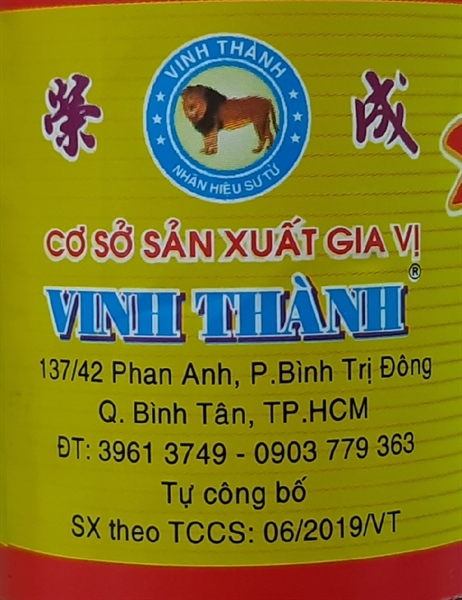 VINH THÀNH
榮 成
NHÃN HIỆU SƯ TỬ
CƠ SỞ SẢN XUẤT GIA VỊ
VINH THÀNH ®
137/42 Phan Anh, P.Bình Trị Đông
Q. Bình Tân, TP.HCM
ĐT: 3961 3749 - 0903 779 363
Tự công bố
SX theo TCCS: 06/2019/VT